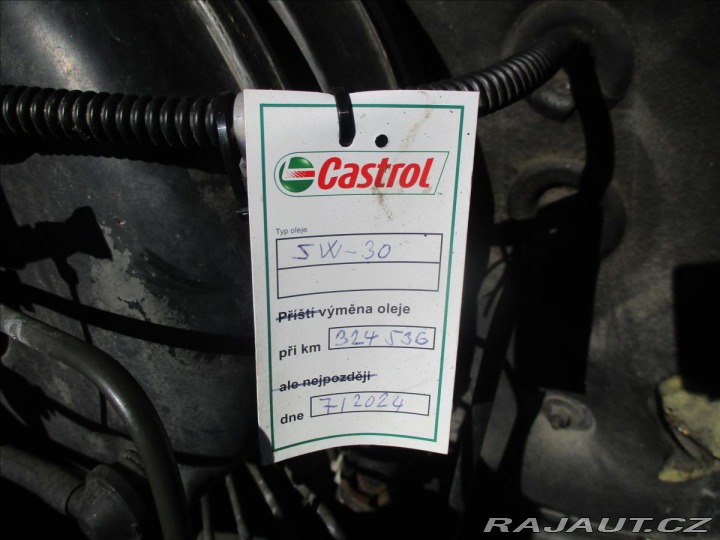 Castrol
Typ oleje
5W-30
Příští výměna oleje
při km 324 536
ale nejpozději
dne 7/2024
RAJAUT.CZ